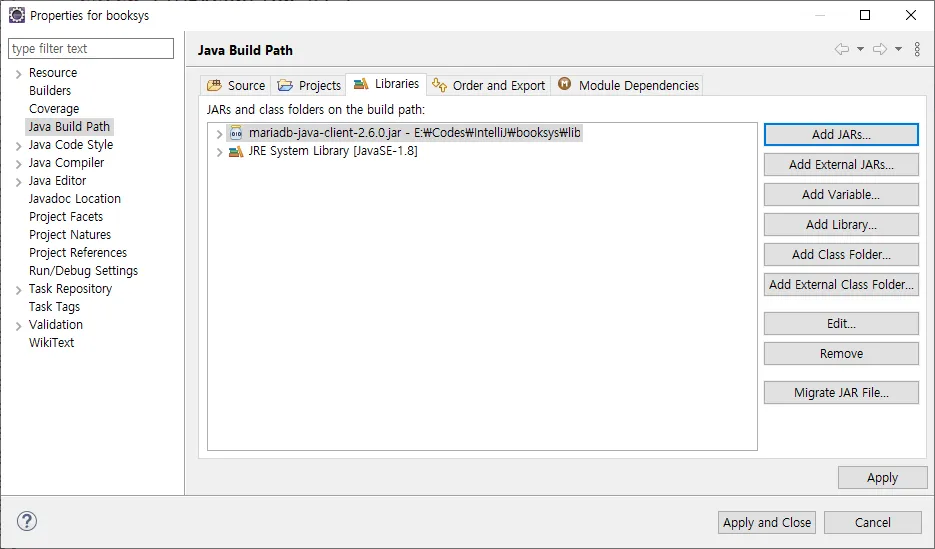 Properties for booksys
type filter text
Resource
Builders
Coverage
Java Build Path
Java Code Style
Java Compiler
Java Editor
Javadoc Location
Project Facets
Project Natures
Project References
Run/Debug Settings
Task Repository
Task Tags
Validation
WikiText
Java Build Path
Source Projects Libraries Order and Export Module Dependencies
JARs and class folders on the build path:
mariadb-java-client-2.6.0.jar - E:₩Codes₩IntelliJ₩booksys₩lib
JRE System Library [JavaSE-1.8]
Add JARs...
Add External JARs...
Add Variable...
Add Library...
Add Class Folder...
Add External Class Folder...
Edit...
Remove
Migrate JAR File...
Apply
Apply and Close Cancel